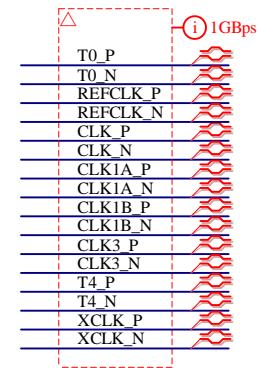 i 1GBps
T0_P
T0_N
REFCLK_P
REFCLK_N
CLK_P
CLK_N
CLK1A_P
CLK1A_N
CLK1B_P
CLK1B_N
CLK3_P
CLK3_N
T4_P
T4_N
XCLK_P
XCLK_N